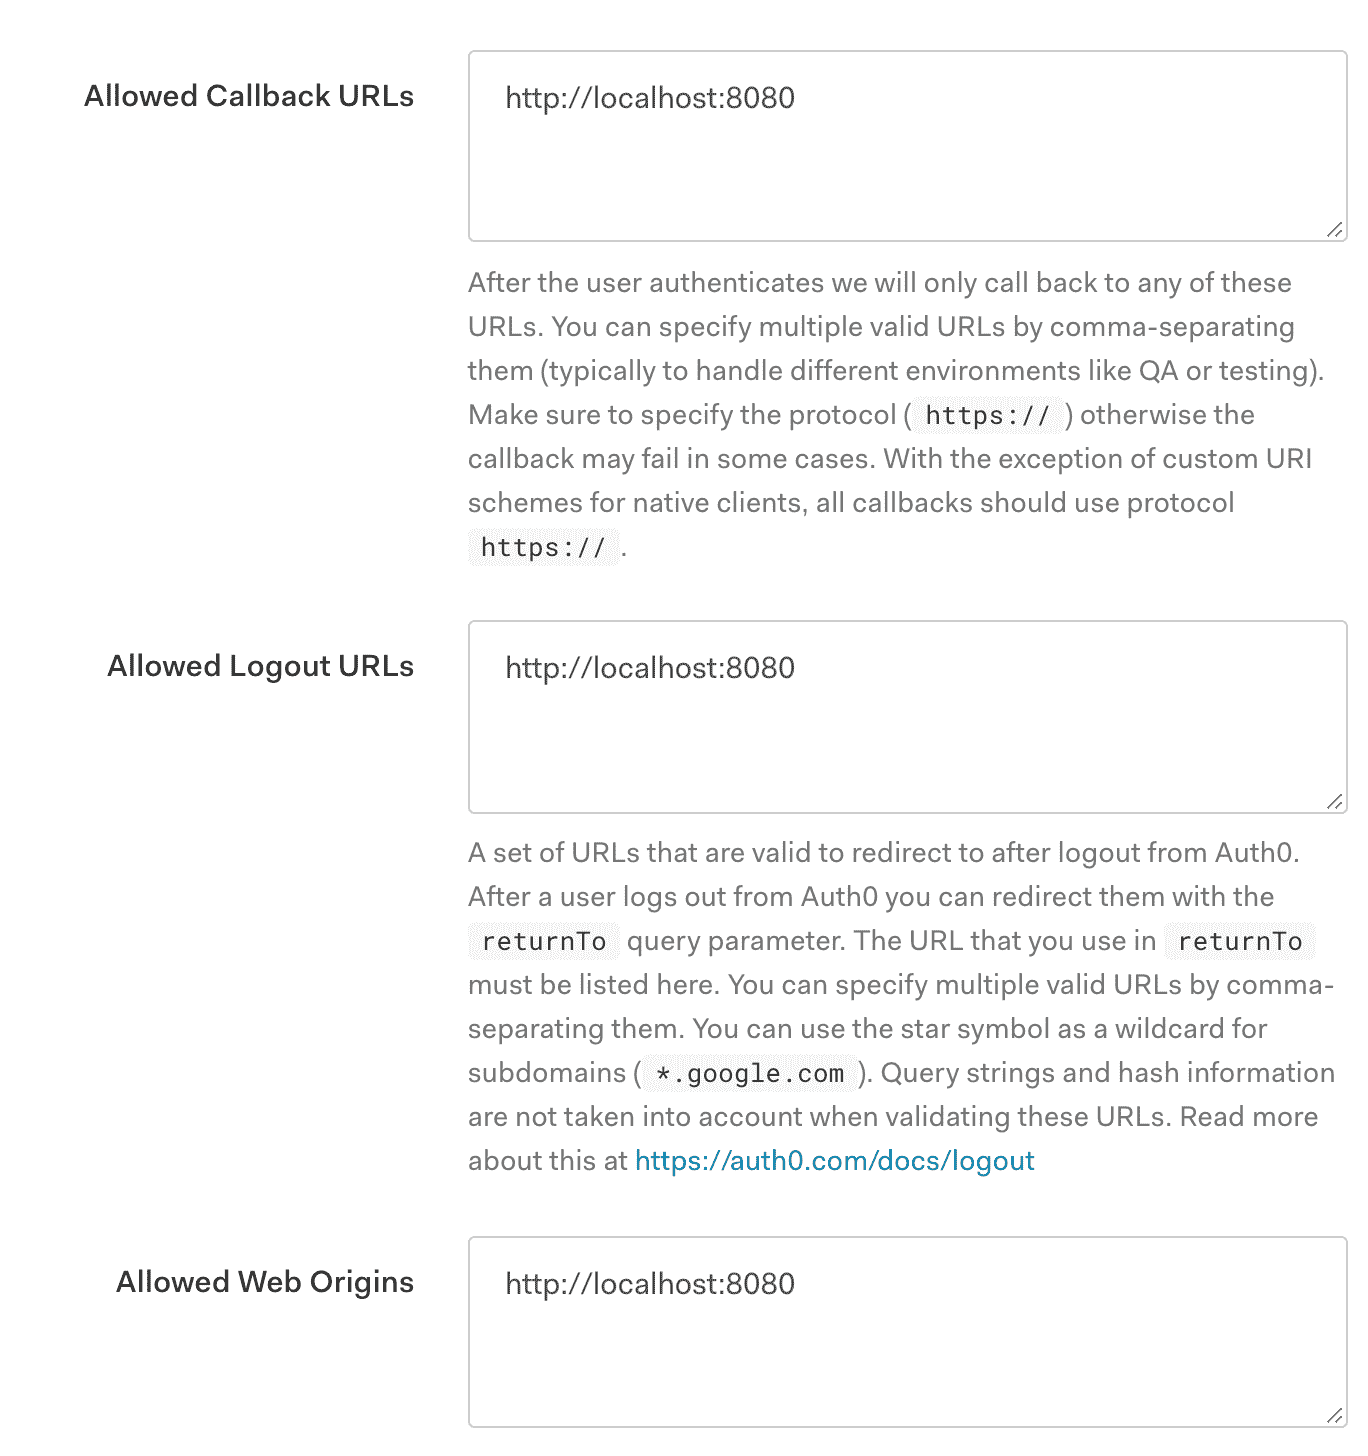 Allowed Callback URLs
http://localhost:8080
After the user authenticates we will only call back to any of these
URLs. You can specify multiple valid URLs by comma-separating
them (typically to handle different environments like QA or testing).
Make sure to specify the protocol ( https:// ) otherwise the
callback may fail in some cases. With the exception of custom URI
schemes for native clients, all callbacks should use protocol
https:// .
Allowed Logout URLs
http://localhost:8080
A set of URLs that are valid to redirect to after logout from Auth0.
After a user logs out from Auth0 you can redirect them with the
returnTo query parameter. The URL that you use in returnTo
must be listed here. You can specify multiple valid URLs by comma-
separating them. You can use the star symbol as a wildcard for
subdomains ( *.google.com ). Query strings and hash information
are not taken into account when validating these URLs. Read more
about this at https://auth0.com/docs/logout
Allowed Web Origins
http://localhost:8080